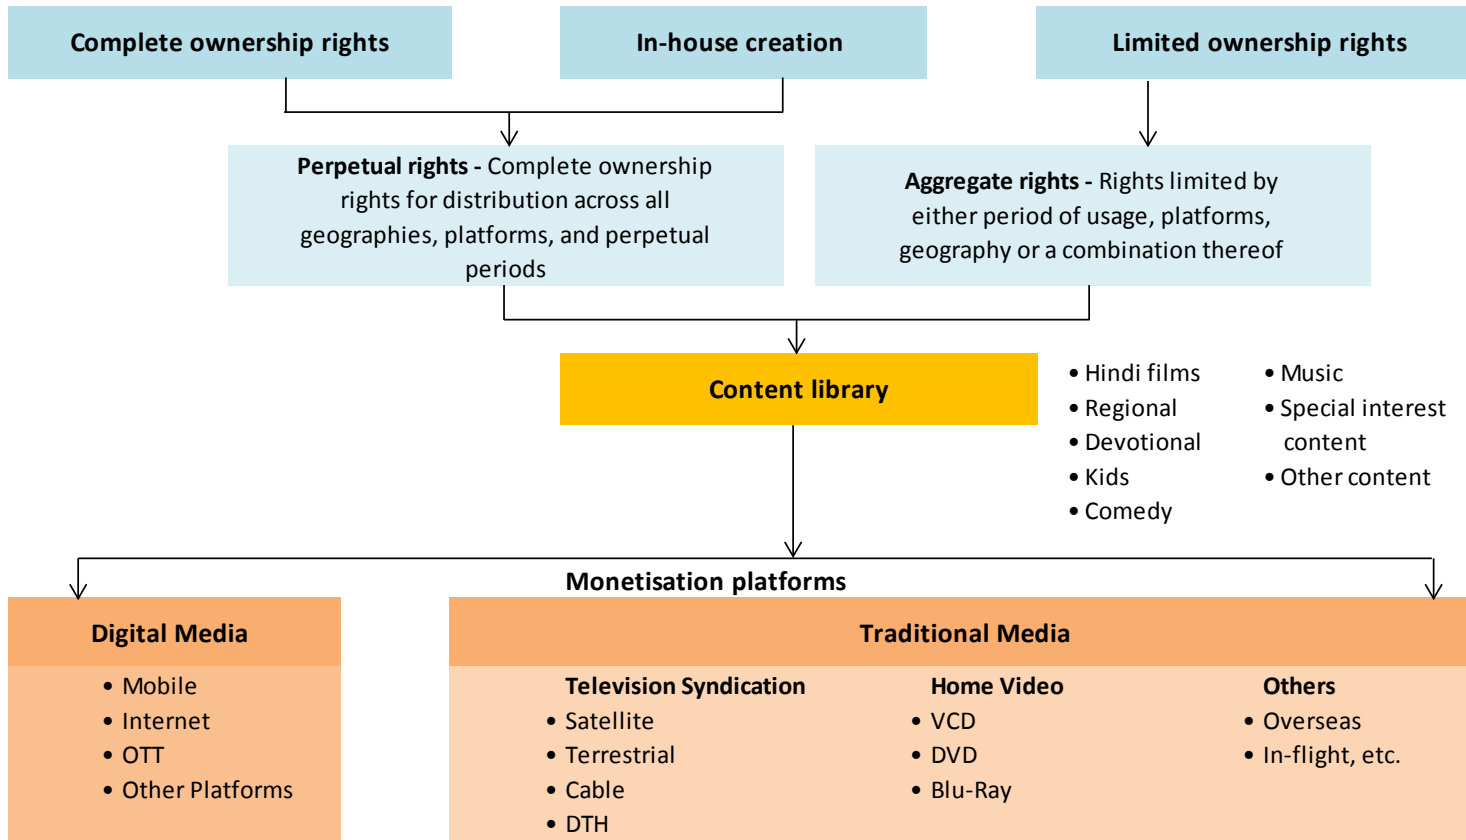 Complete ownership rights
In-house creation
Limited ownership rights
Perpetual rights - Complete ownership
rights for distribution across all
geographies, platforms, and perpetual
periods
Aggregate rights - Rights limited by
either period of usage, platforms,
geography or a combination thereof
Content library
• Hindi films
• Regional
• Devotional
• Kids
• Comedy
• Music
• Special interest
content
• Other content
Monetisation platforms
Digital Media
• Mobile
• Internet
• OTT
• Other Platforms
Traditional Media
Television Syndication
• Satellite
• Terrestrial
• Cable
• DTH
Home Video
• VCD
• DVD
• Blu-Ray
Others
• Overseas
• In-flight, etc.